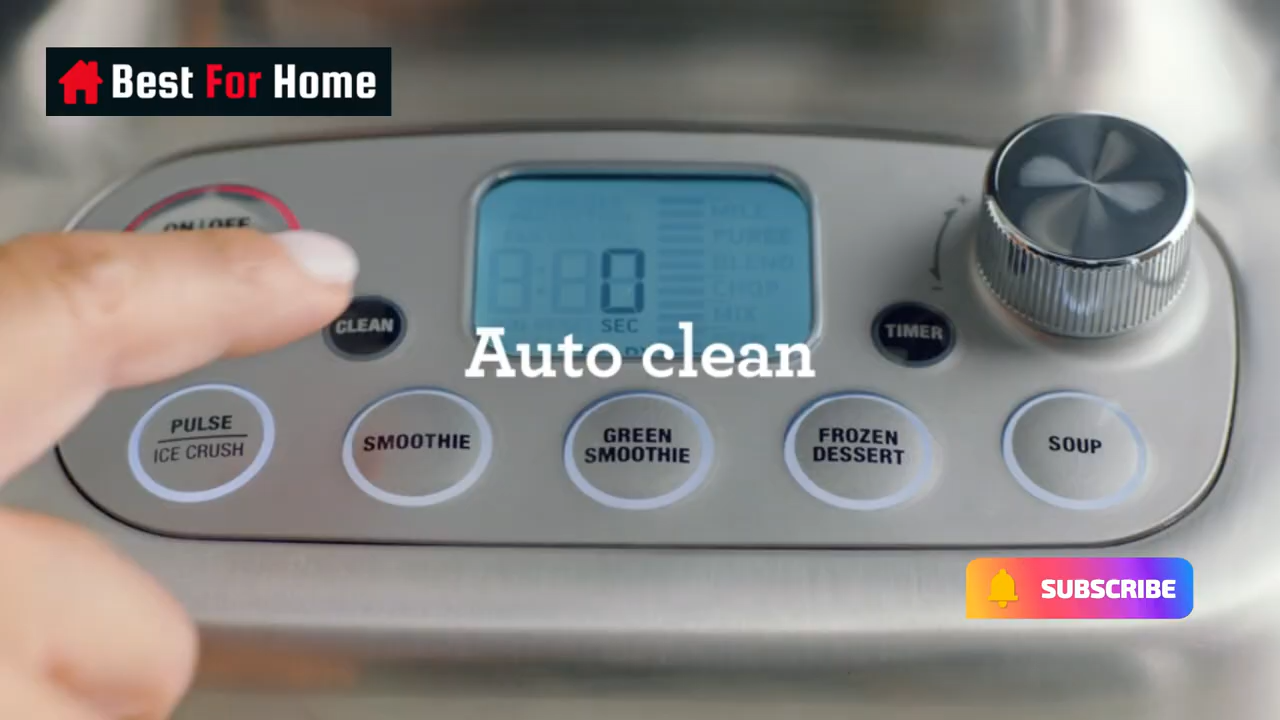 Best For Home
ON | OFF
MILK
PUREE
BLEND
CHOP
MIX
0
SEC
CLEAN
TIMER
Auto clean
PULSE
ICE CRUSH
SMOOTHIE
GREEN
SMOOTHIE
FROZEN
DESSERT
SOUP
SUBSCRIBE